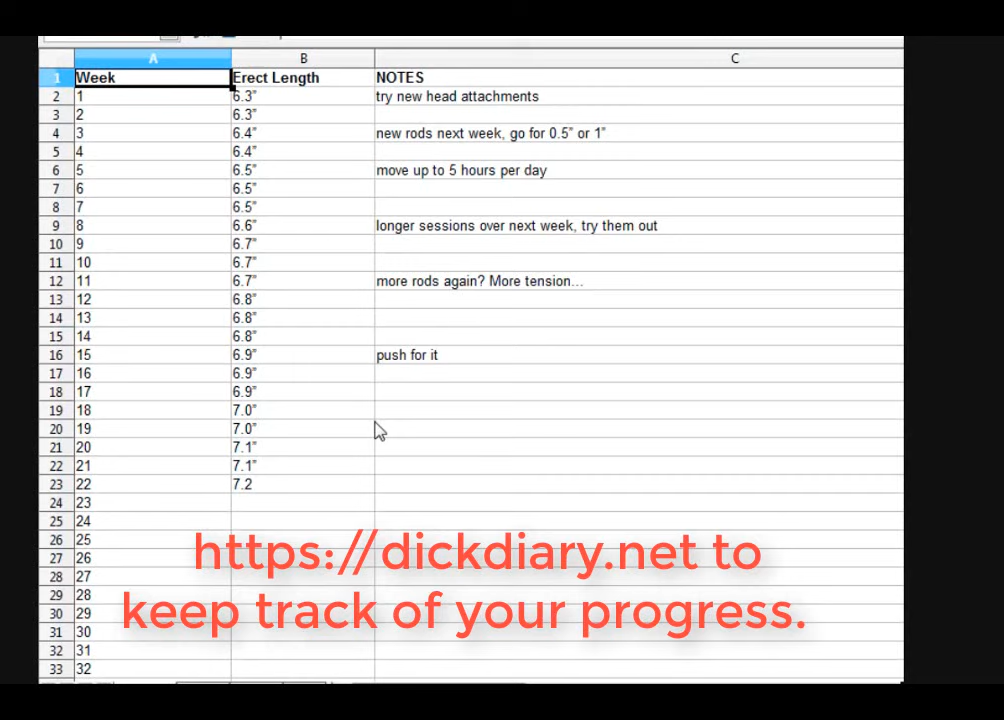 A B C
1 Week Erect Length NOTES
2 1 6.3” try new head attachments
3 2 6.3”
4 3 6.4” new rods next week, go for 0.5” or 1”
5 4 6.4”
6 5 6.5” move up to 5 hours per day
7 6 6.5”
8 7 6.5”
9 8 6.6” longer sessions over next week, try them out
10 9 6.7”
11 10 6.7”
12 11 6.7” more rods again? More tension...
13 12 6.8”
14 13 6.8”
15 14 6.8”
16 15 6.9” push for it
17 16 6.9”
18 17 6.9”
19 18 7.0”
20 19 7.0”
21 20 7.1”
22 21 7.1”
23 22 7.2
24 23
25 24
26 25
27 26
28 27
29 28
30 29
31 30
32 31
33 32
https://dickdiary.net to
keep track of your progress.